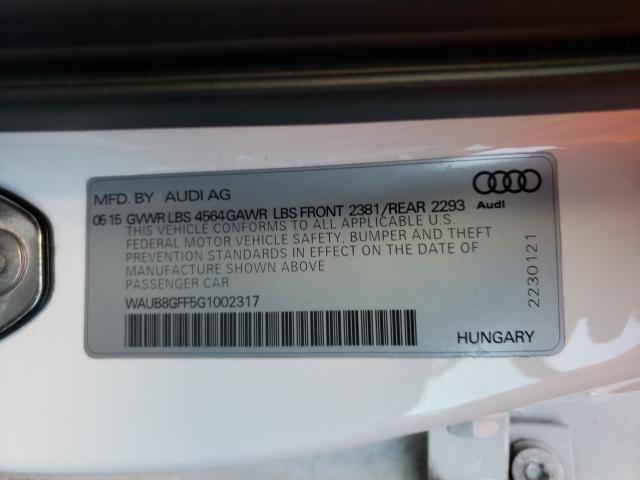 MFD. BY AUDI AG
Audi
05 15 GVWR LBS 4564 GAWR LBS FRONT 2381/REAR 2293
THIS VEHICLE CONFORMS TO ALL APPLICABLE U.S.
FEDERAL MOTOR VEHICLE SAFETY, BUMPER AND THEFT
PREVENTION STANDARDS IN EFFECT ON THE DATE OF
MANUFACTURE SHOWN ABOVE
PASSENGER CAR
WAUB8GFF5G1002317
2230121
HUNGARY